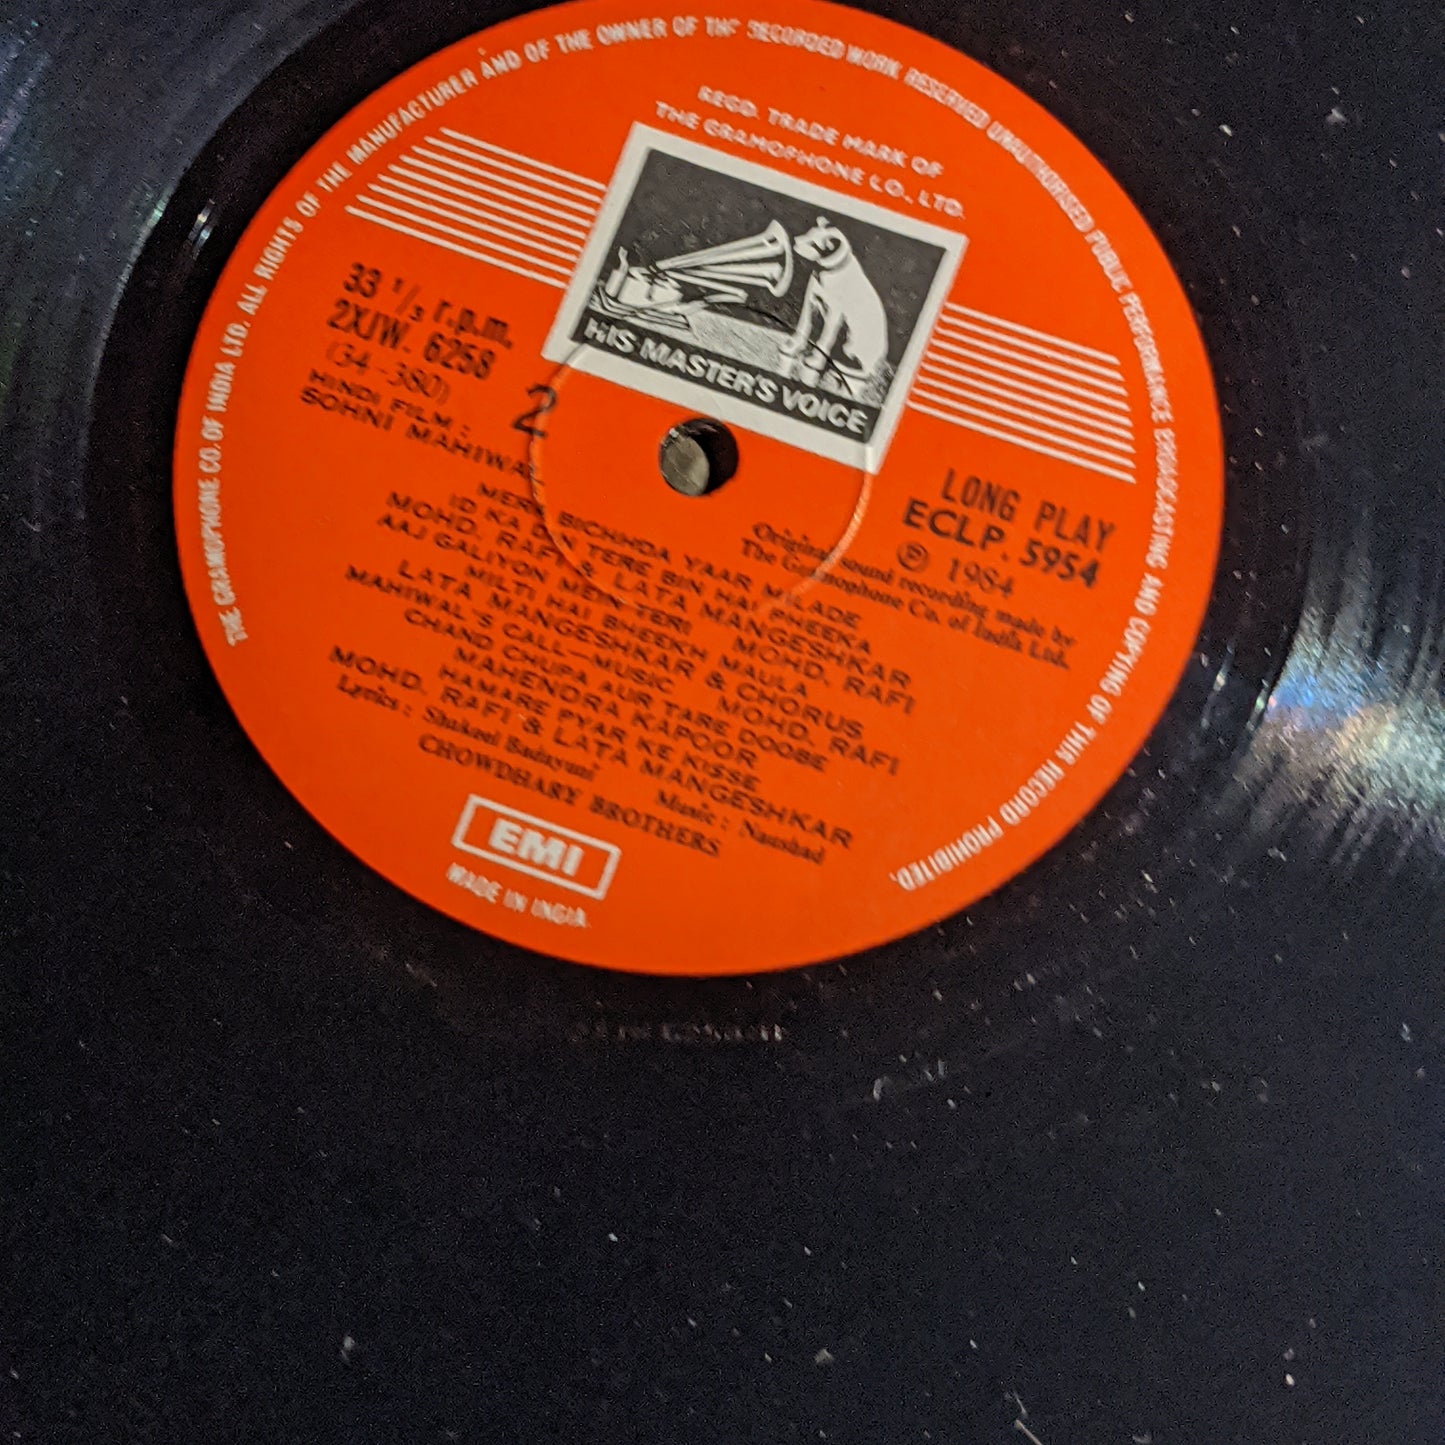 THE GRAMOPHONE CO. OF INDIA LTD. ALL RIGHTS OF THE MANUFACTURER AND OF THE OWNER OF THE RECORDED WORK RESERVED UNAUTHORISED PUBLIC PERFORMANCE BROADCASTING AND COPYING OF THIS RECORD PROHIBITED.
REGD. TRADE MARK OF
THE GRAMOPHONE CO., LTD.
HIS MASTER'S VOICE
33 1/3 r.p.m.
2XJW. 6258
(34-380)
2
HINDI FILM :
SOHNI MAHIWAL
LONG PLAY
ECLP. 5954
℗ 1984
Original sound recording made by
The Gramophone Co. of India Ltd.
MERA BICHHDA YAAR MILADE
ID KA DIN TERE BIN HAI PHEEKA
MOHD. RAFI & LATA MANGESHKAR
AAJ GALIYON MEIN TERI MOHD. RAFI
MILTI HAI BHEEKH MAULA
LATA MANGESHKAR & CHORUS
MAHIWAL'S CALL—MUSIC MOHD. RAFI
CHAND CHUPA AUR TARE DOOBE
MAHENDRA KAPOOR
HAMARE PYAR KE KISSE
MOHD. RAFI & LATA MANGESHKAR
Lyrics : Shakeel Badayuni Music : Naushad
CHOWDHARY BROTHERS
EMI
MADE IN INDIA